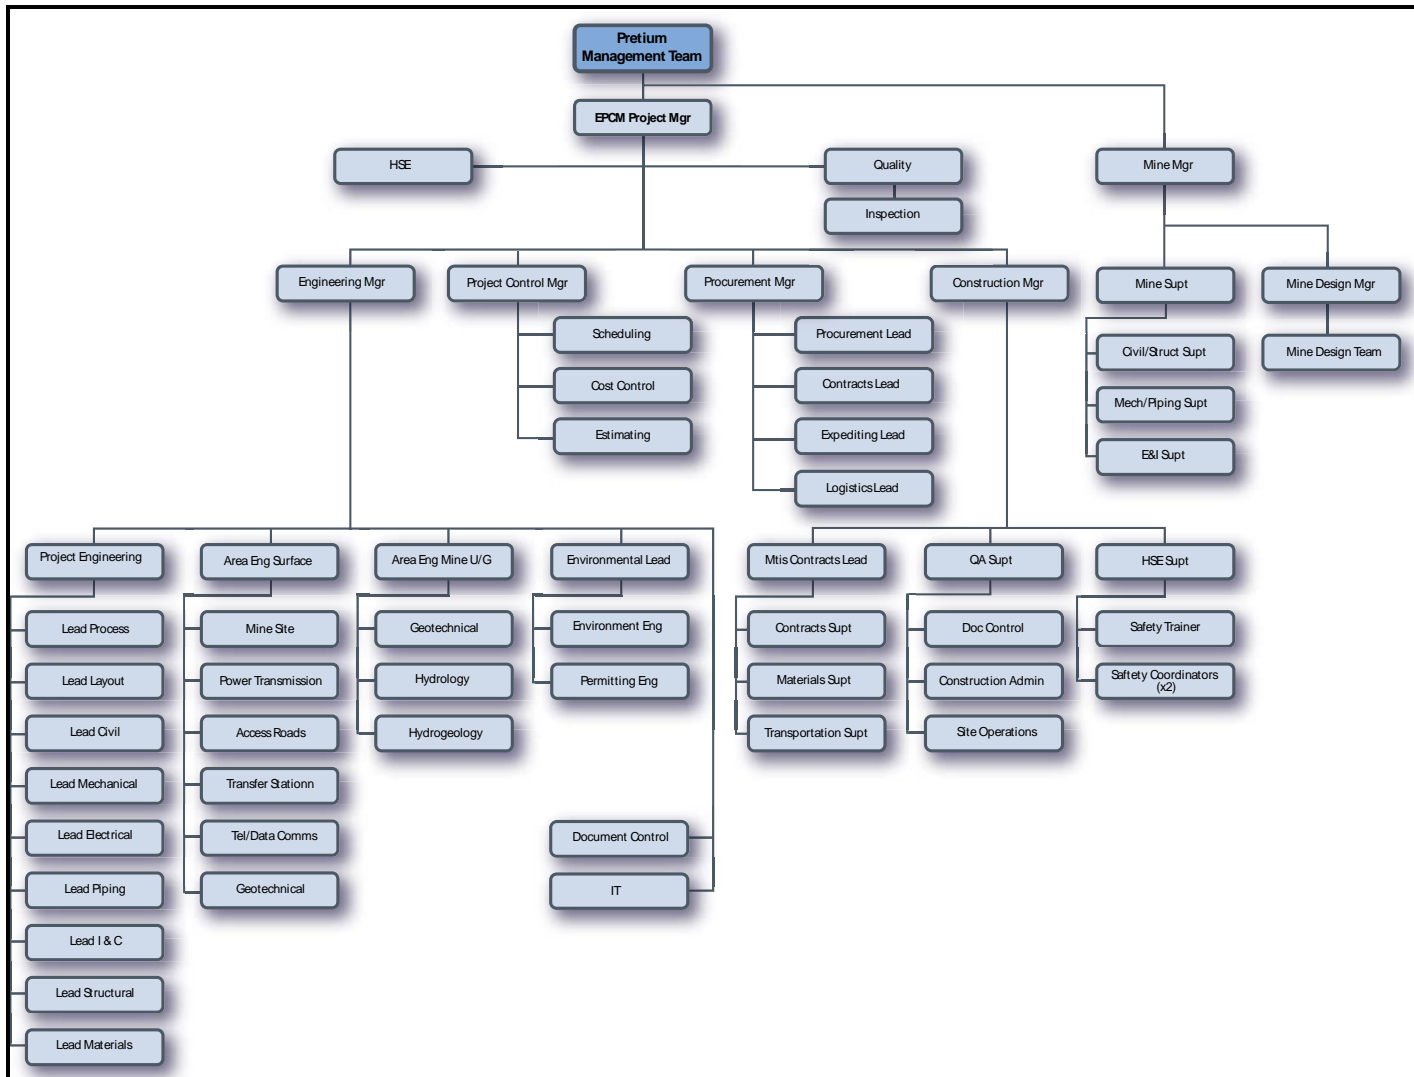 Pretium
Management Team
EPCM Project Mgr
HSE
Quality
Mine Mgr
Inspection
Engineering Mgr
Project Control Mgr
Procurement Mgr
Construction Mgr
Mine Supt
Mine Design Mgr
Scheduling
Procurement Lead
Civil/Struct Supt
Mine Design Team
Cost Control
Contracts Lead
Mech/Piping Supt
Estimating
Expediting Lead
E&I Supt
Logistics Lead
Project Engineering
Area Eng Surface
Area Eng Mine U/G
Environmental Lead
Mtls Contracts Lead
QA Supt
HSE Supt
Lead Process
Mine Site
Geotechnical
Environment Eng
Contracts Supt
Doc Control
Safety Trainer
Lead Layout
Power Transmission
Hydrology
Permitting Eng
Materials Supt
Construction Admin
Saftety Coordinators
(x2)
Lead Civil
Access Roads
Hydrogeology
Transportation Supt
Site Operations
Lead Mechanical
Transfer Stationn
Lead Electrical
Tel/Data Comms
Document Control
Lead Piping
Geotechnical
IT
Lead I & C
Lead Structural
Lead Materials